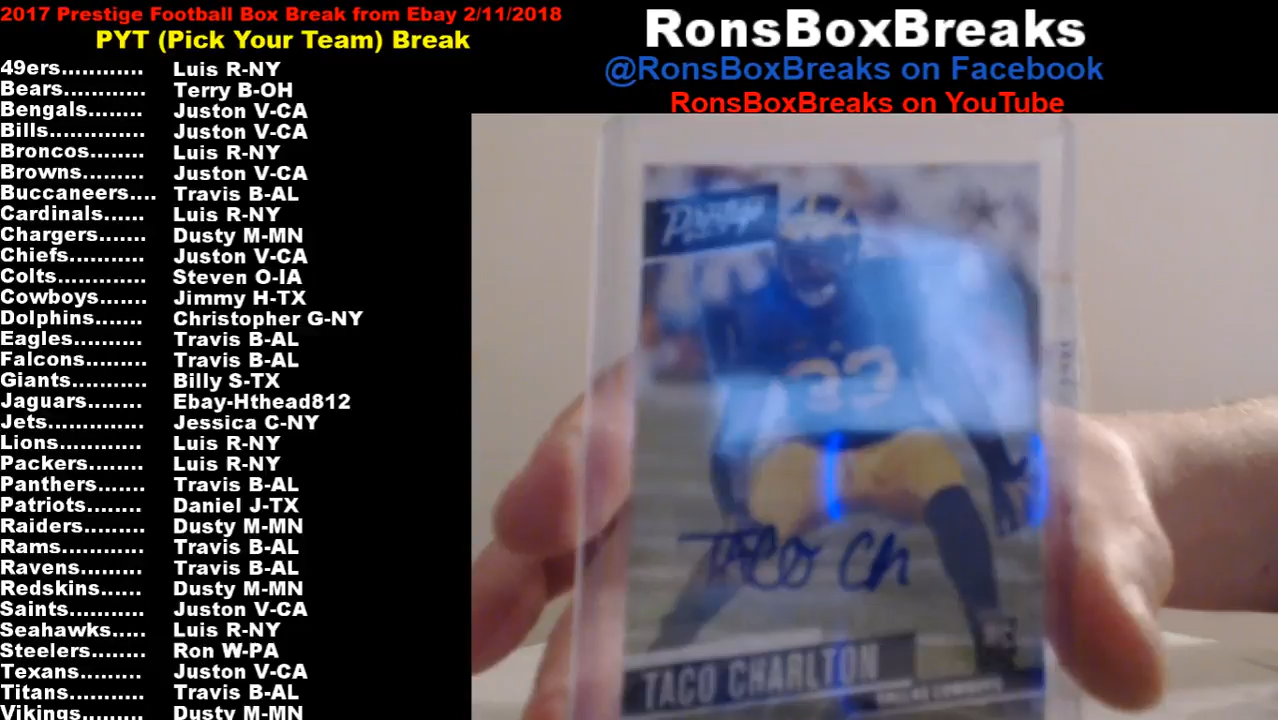 2017 Prestige Football Box Break from Ebay 2/11/2018
PYT (Pick Your Team) Break
49ers............ Luis R-NY
Bears............ Terry B-OH
Bengals........ Juston V-CA
Bills.............. Juston V-CA
Broncos........ Luis R-NY
Browns......... Juston V-CA
Buccaneers.... Travis B-AL
Cardinals...... Luis R-NY
Chargers....... Dusty M-MN
Chiefs........... Juston V-CA
Colts............. Steven O-IA
Cowboys....... Jimmy H-TX
Dolphins....... Christopher G-NY
Eagles.......... Travis B-AL
Falcons......... Travis B-AL
Giants........... Billy S-TX
Jaguars........ Ebay-Hthead812
Jets.............. Jessica C-NY
Lions............ Luis R-NY
Packers........ Luis R-NY
Panthers....... Travis B-AL
Patriots........ Daniel J-TX
Raiders......... Dusty M-MN
Rams............ Travis B-AL
Ravens......... Travis B-AL
Redskins...... Dusty M-MN
Saints........... Juston V-CA
Seahawks..... Luis R-NY
Steelers........ Ron W-PA
Texans......... Juston V-CA
Titans........... Travis B-AL
Vikings......... Dusty M-MN
RonsBoxBreaks
@RonsBoxBreaks on Facebook
RonsBoxBreaks on YouTube
Prestige
33
Taco Ch
TACO CHARLTON
DALLAS COWBOYS